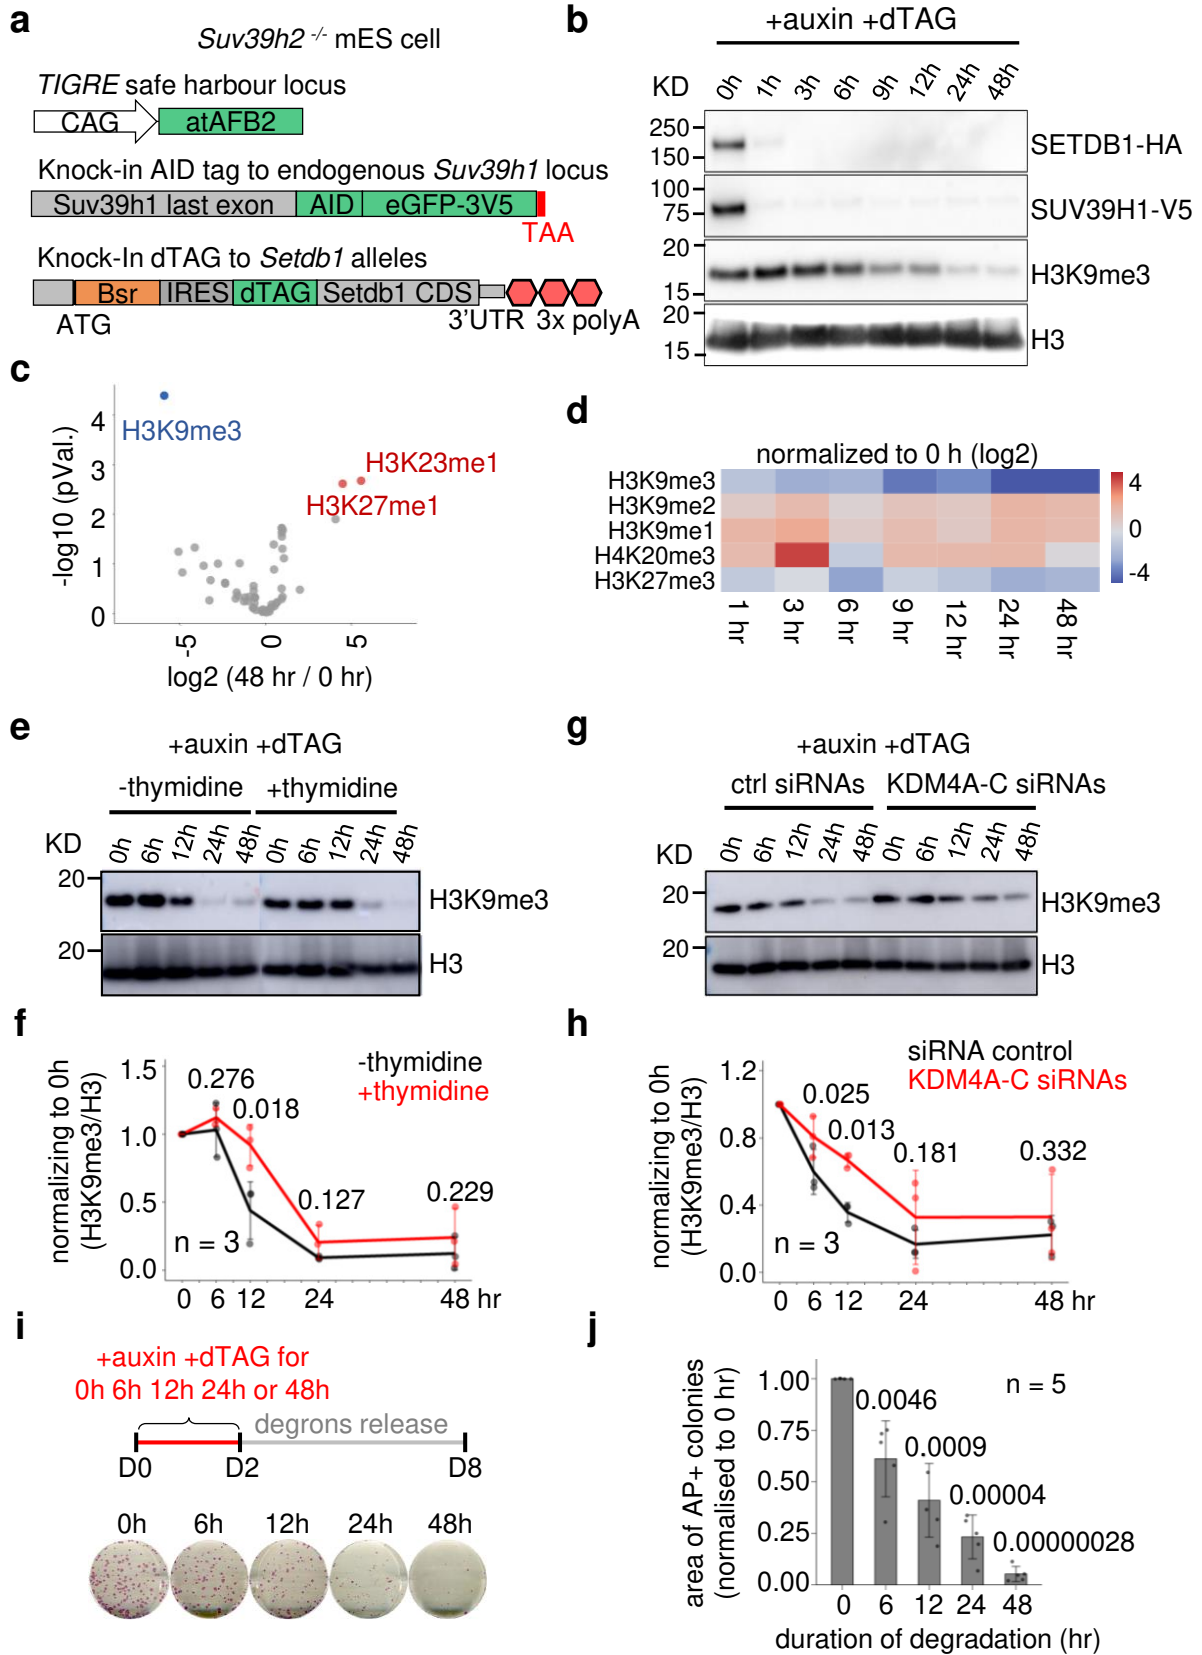 a
Suv39h2 -/- mES cell
TIGRE safe harbour locus
CAG
atAFB2
Knock-in AID tag to endogenous Suv39h1 locus
Suv39h1 last exon
AID
eGFP-3V5
TAA
Knock-In dTAG to Setdb1 alleles
Bsr
IRES
dTAG
Setdb1 CDS
ATG
3'UTR
3x polyA
b
+auxin +dTAG
KD
0h 1h 3h 6h 9h 12h 24h 48h
250
150
SETDB1-HA
100
75
SUV39H1-V5
20
15
H3K9me3
20
15
H3
c
-log10 (pVal.)
4
3
2
1
0
H3K9me3
H3K23me1
H3K27me1
-5 0 5
log2 (48 hr / 0 hr)
d
normalized to 0 h (log2)
H3K9me3
H3K9me2
H3K9me1
H4K20me3
H3K27me3
4
0
-4
1 hr 3 hr 6 hr 9 hr 12 hr 24 hr 48 hr
e
+auxin +dTAG
-thymidine +thymidine
KD
0h 6h 12h 24h 48h 0h 6h 12h 24h 48h
20
H3K9me3
20
H3
g
+auxin +dTAG
ctrl siRNAs KDM4A-C siRNAs
KD
0h 6h 12h 24h 48h 0h 6h 12h 24h 48h
20
H3K9me3
20
H3
f
normalizing to 0h
(H3K9me3/H3)
1.5
1.0
0.5
0.0
-thymidine
+thymidine
0.276
0.018
0.127
0.229
n = 3
0 6 12 24 48 hr
h
normalizing to 0h
(H3K9me3/H3)
1.2
0.8
0.4
0.0
siRNA control
KDM4A-C siRNAs
0.025
0.013
0.181
0.332
n = 3
0 6 12 24 48 hr
i
+auxin +dTAG for
0h 6h 12h 24h or 48h
degrons release
D0 D2 D8
0h 6h 12h 24h 48h
j
area of AP+ colonies
(normalised to 0 hr)
1.00
0.75
0.50
0.25
0.00
n = 5
0.0046
0.0009
0.00004
0.00000028
0 6 12 24 48
duration of degradation (hr)